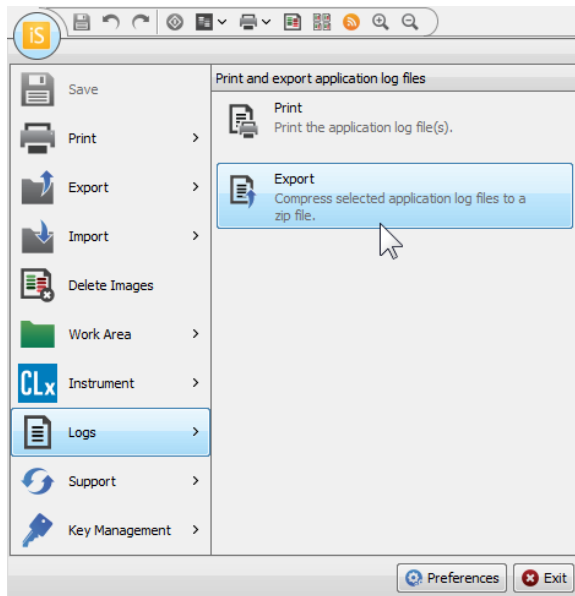 iS
Save
Print
Export
Import
Delete Images
Work Area
CLx
Instrument
Logs
Support
Key Management
Print and export application log files
Print
Print the application log file(s).
Export
Compress selected application log files to a
zip file.
Preferences
Exit